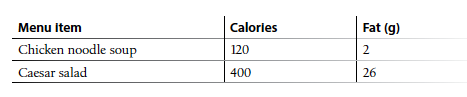 Menu item Calories Fat (g)
Chicken noodle soup 120 2
Caesar salad 400 26